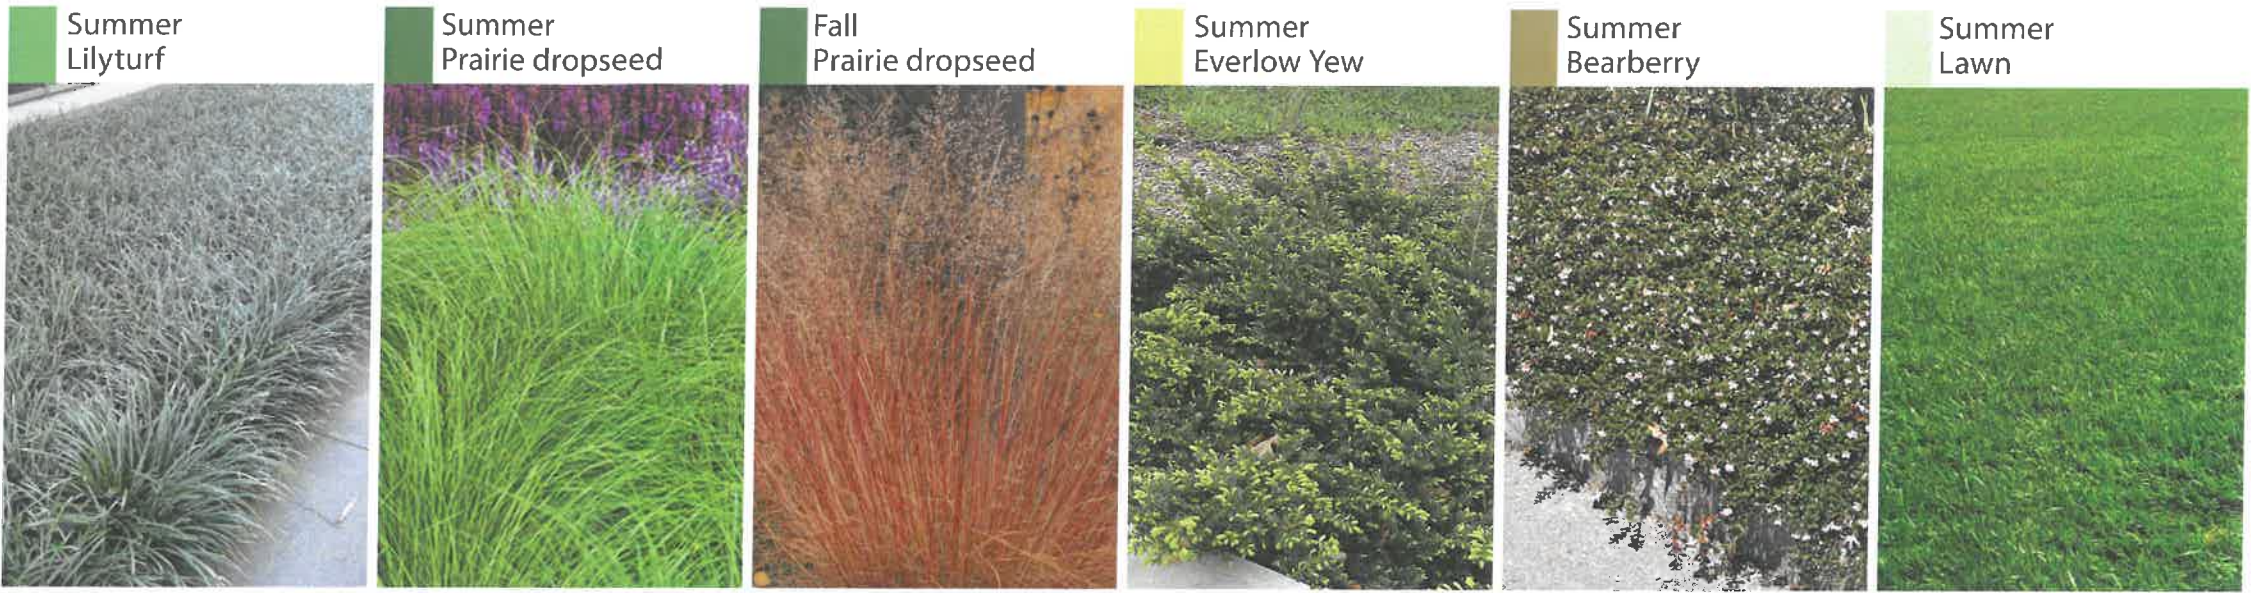 Summer
Lilyturf
Summer
Prairie dropseed
Fall
Prairie dropseed
Summer
Everlow Yew
Summer
Bearberry
Summer
Lawn